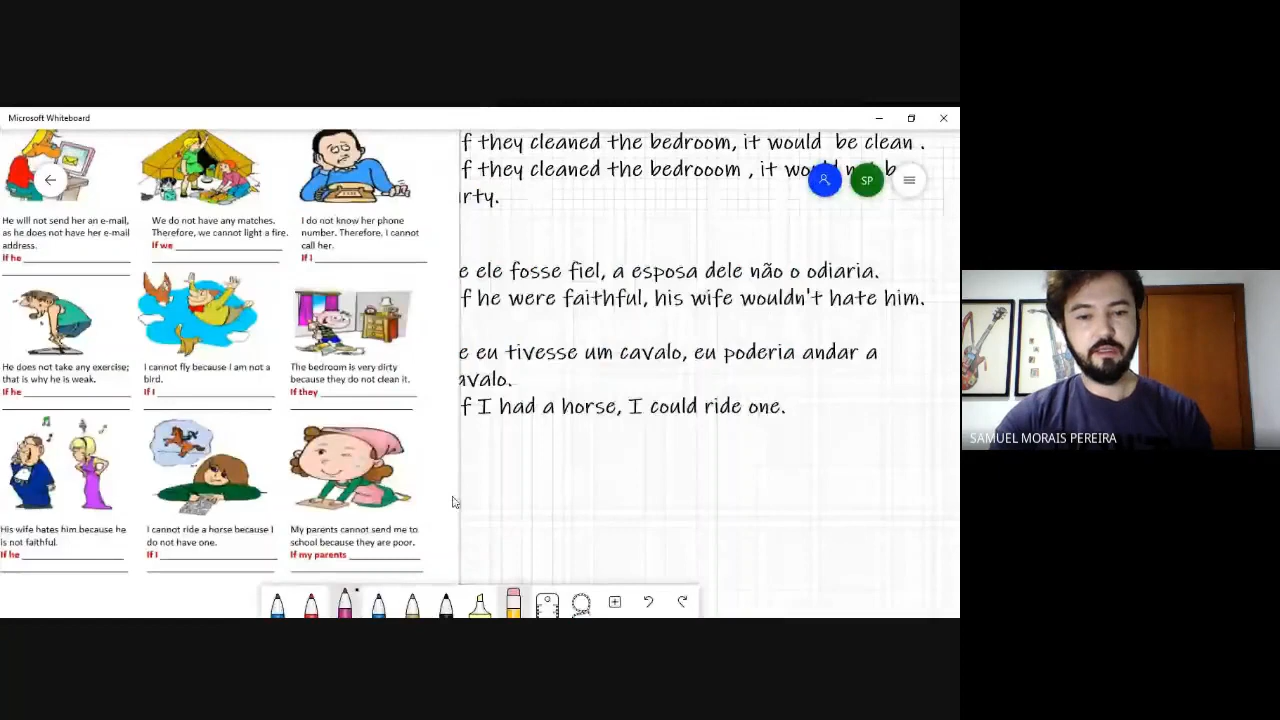 Microsoft Whiteboard
He will not send her an e-mail,
as he does not have her e-mail
address.
If he
We do not have any matches.
Therefore, we cannot light a fire.
If we
I do not know her phone
number. Therefore, I cannot
call her.
If I
He does not take any exercise;
that is why he is weak.
If he
I cannot fly because I am not a
bird.
If I
The bedroom is very dirty
because they do not clean it.
If they
His wife hates him because he
is not faithful.
If he
I cannot ride a horse because I
do not have one.
If I
My parents cannot send me to
school because they are poor.
If my parents
f they cleaned the bedroom, it would be clean .
f they cleaned the bedrooom , it would not b
irty.
e ele fosse fiel, a esposa dele não o odiaria.
f he were faithful, his wife wouldn't hate him.
e eu tivesse um cavalo, eu poderia andar a
avalo.
f I had a horse, I could ride one.
SP
SAMUEL MORAIS PEREIRA